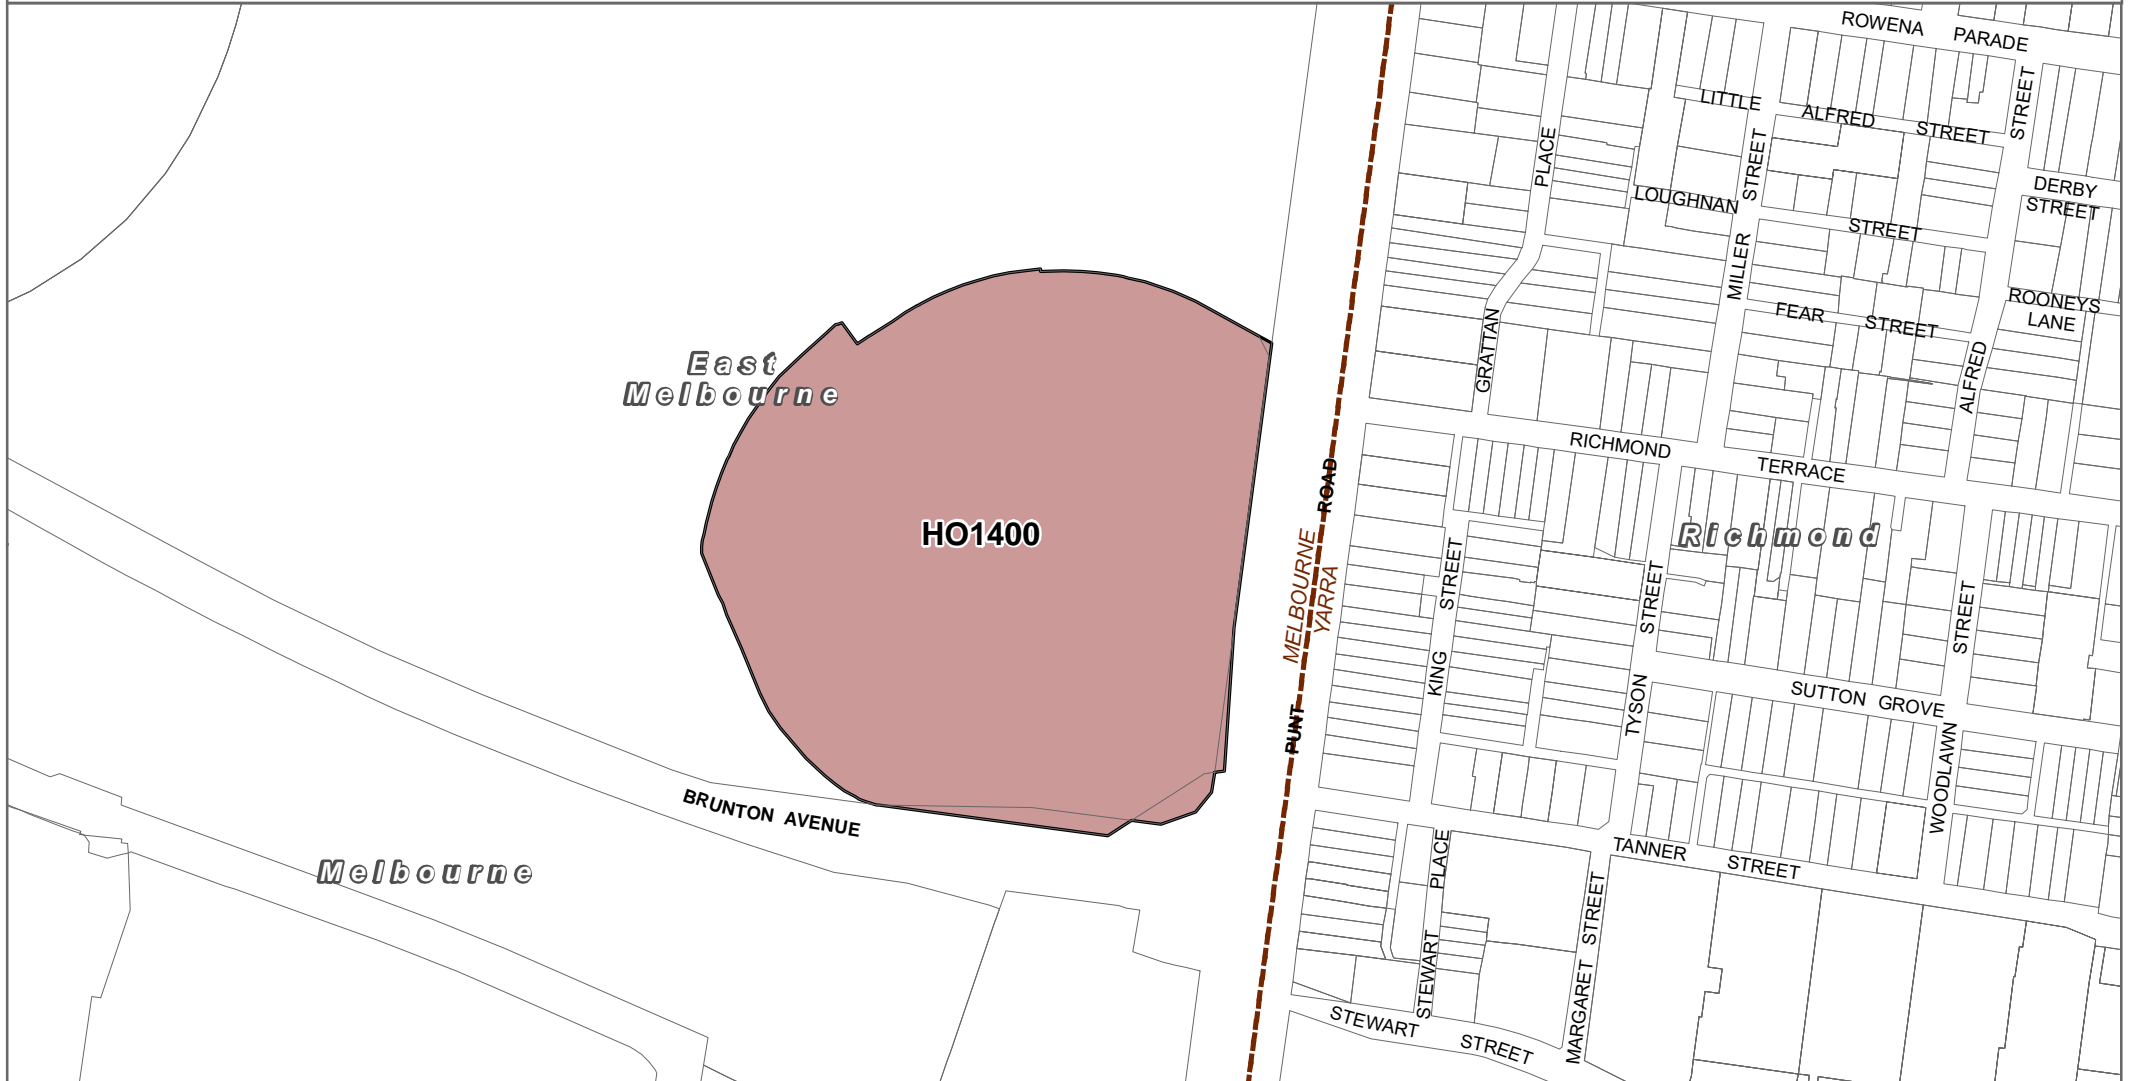 ROWENA PARADE
LITTLE ALFRED STREET
STREET
PLACE
STREET
LOUGHNAN STREET
DERBY
STREET
MILLER
ROONEYS
LANE
FEAR STREET
GRATTAN
ALFRED
East
Melbourne
RICHMOND TERRACE
ROAD
HO1400
Richmond
MELBOURNE
YARRA
STREET
STREET
STREET
KING
TYSON
SUTTON GROVE
PUNT
WOODLAWN
BRUNTON AVENUE
TANNER STREET
PLACE
Melbourne
STREET
STEWART
MARGARET
STEWART STREET